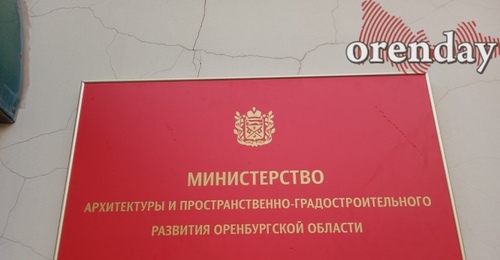 orenday
МИНИСТЕРСТВО
АРХИТЕКТУРЫ И ПРОСТРАНСТВЕННО-ГРАДОСТРОИТЕЛЬНОГО
РАЗВИТИЯ ОРЕНБУРГСКОЙ ОБЛАСТИ